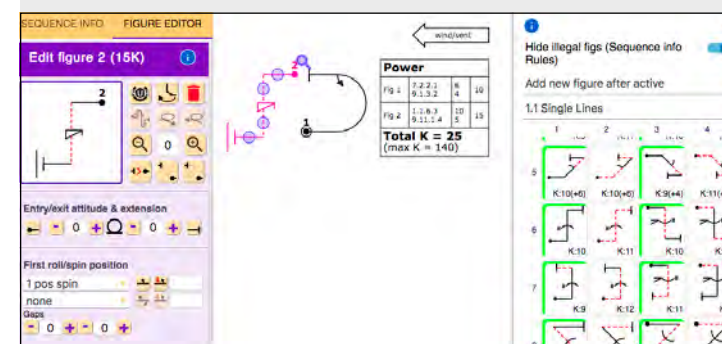 SEQUENCE INFO
FIGURE EDITOR
Edit figure 2 (15K)
2
0
Entry/exit attitude & extension
0
0
First roll/spin position
1 pos spin
none
Gaps
0
0
wind/vent
2
1
Power
Fig 1
7.2.2.1
9.1.3.2
6
4
10
Fig 2
1.1.6.3
9.11.1.4
10
5
15
Total K = 25
(max K = 140)
Hide illegal figs (Sequence info
Rules)
Add new figure after active
1.1 Single Lines
1
2
3
4
5
K:10(+6)
K:10(+6)
K:9(+4)
K:11(+
6
K:10
K:11
K:10
7
K:9
K:12
K:11